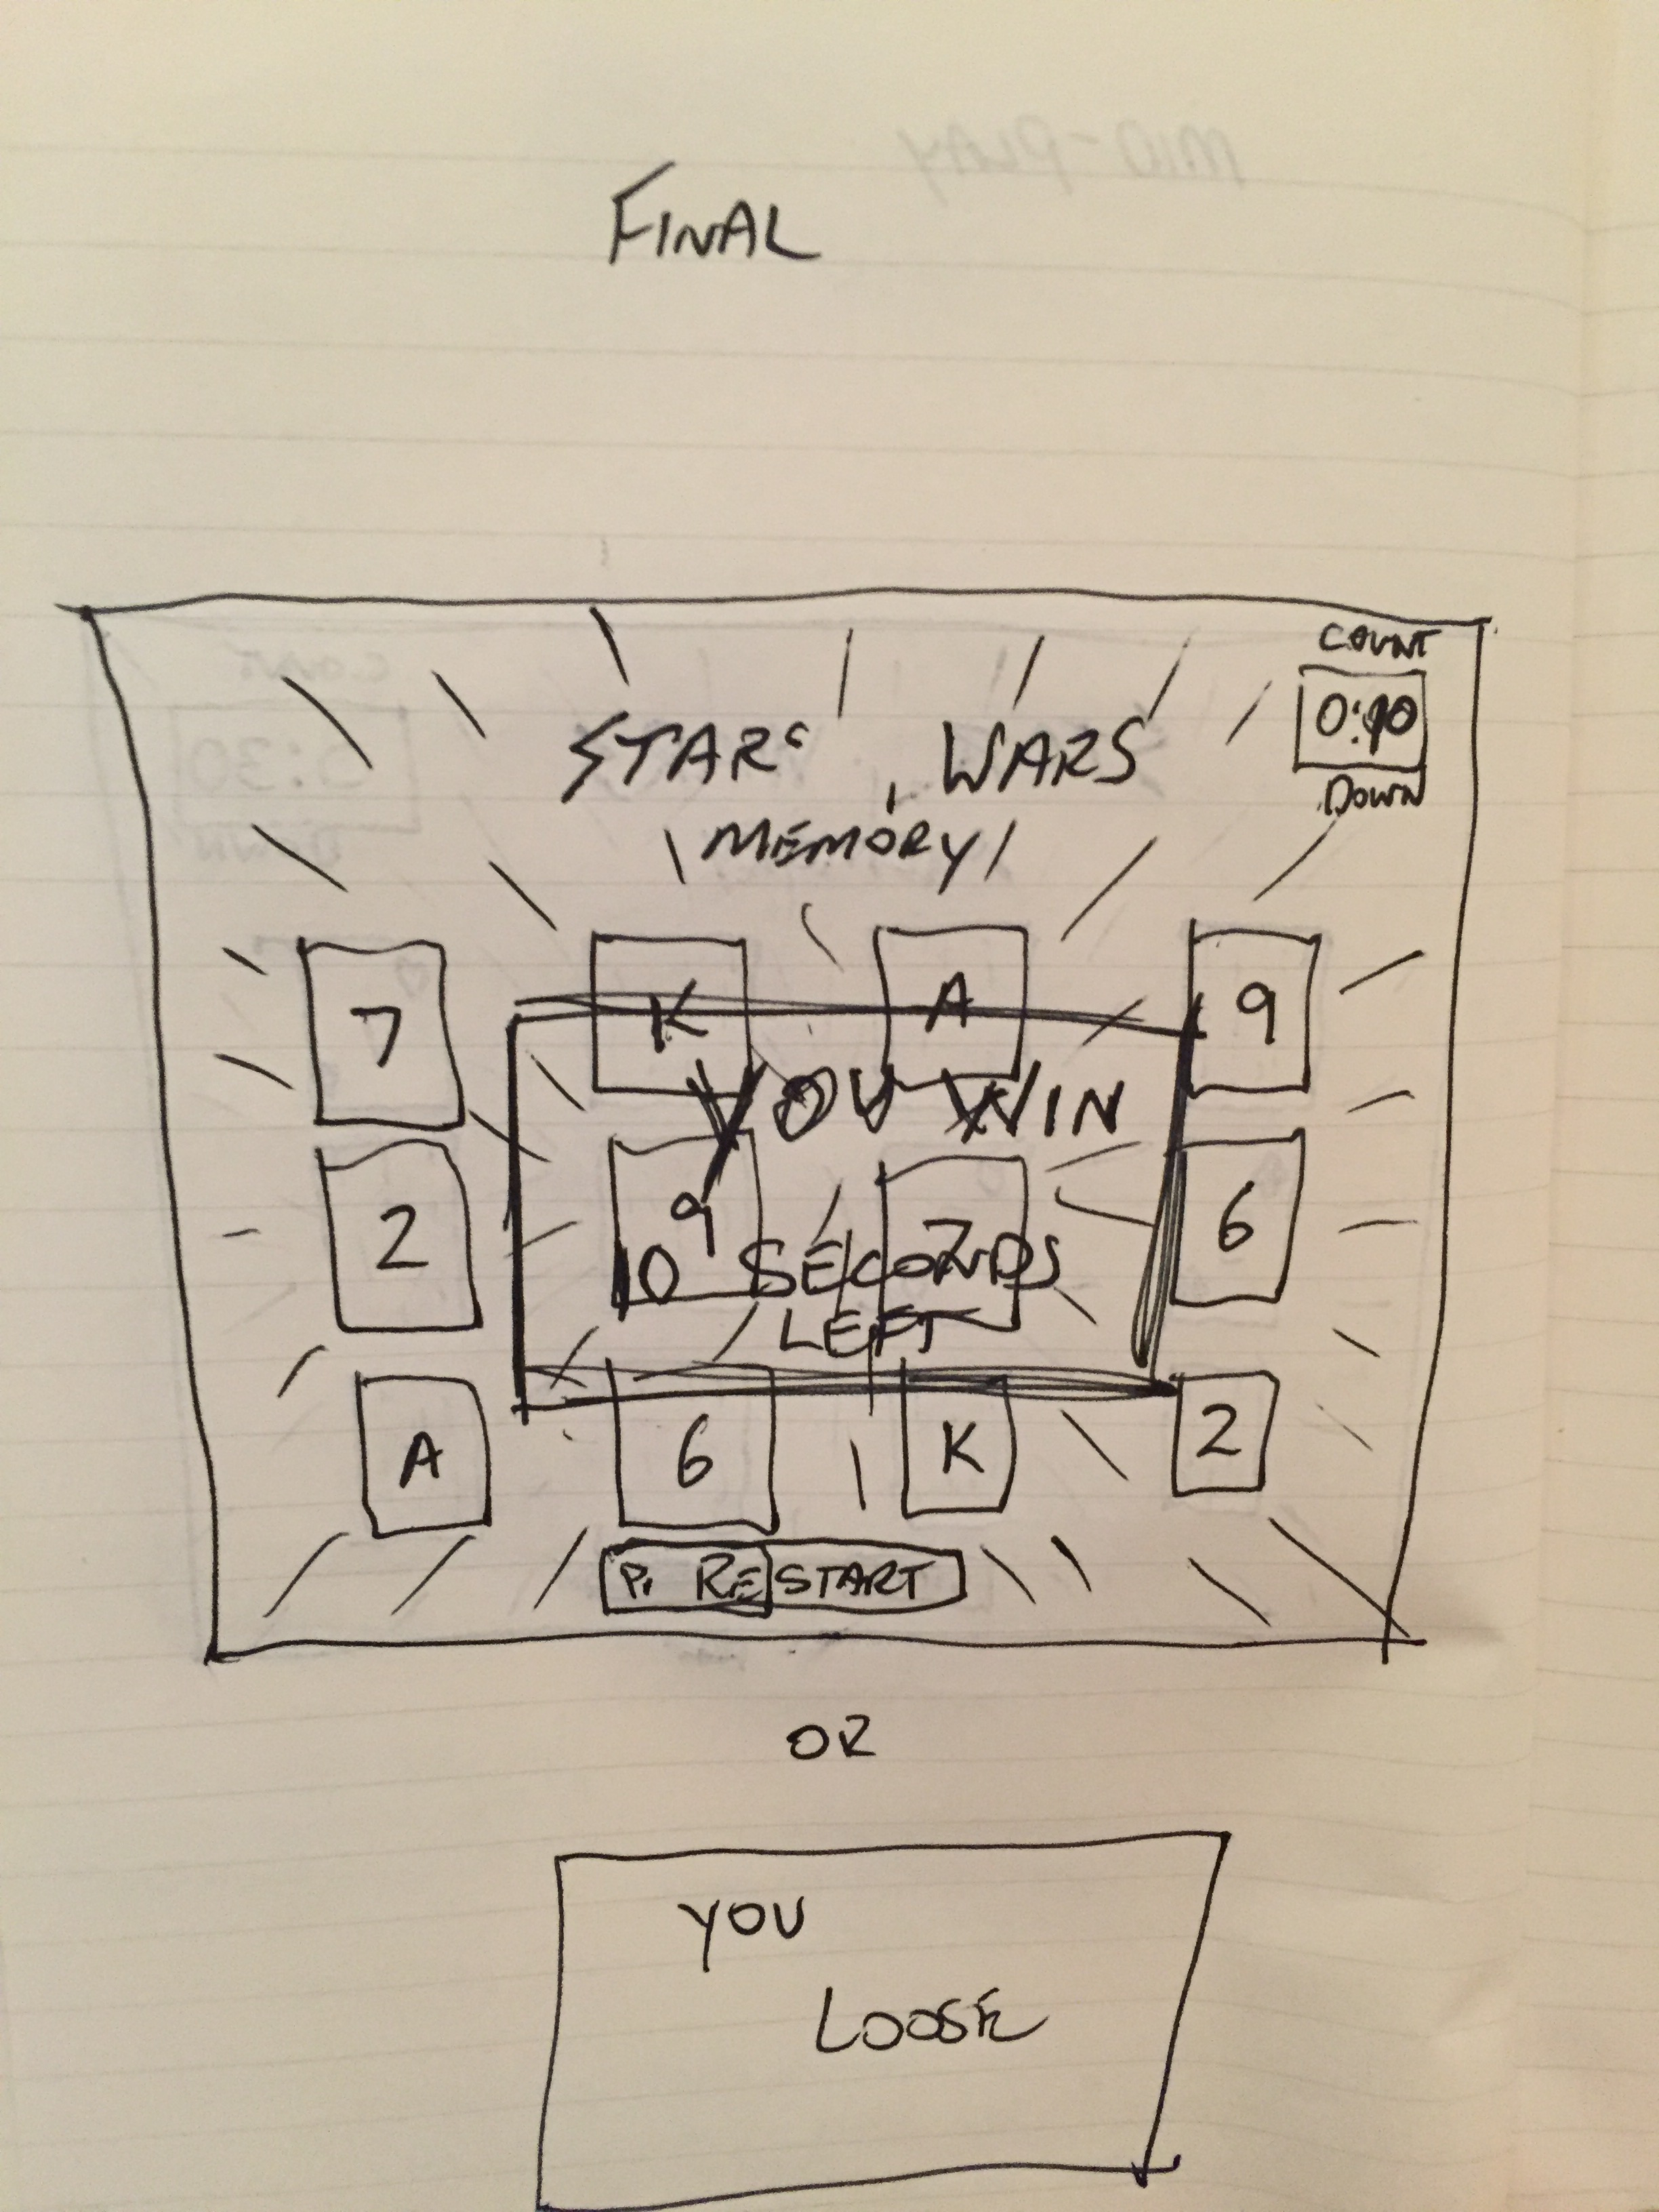 FINAL
COUNT
0:10
DOWN
STARS WARS
MEMORY
7 K A 9
YOU WIN
2 9 7 6
10 SECONDS
LEFT
A 6 K 2
RESTART
OR
YOU
LOOSE